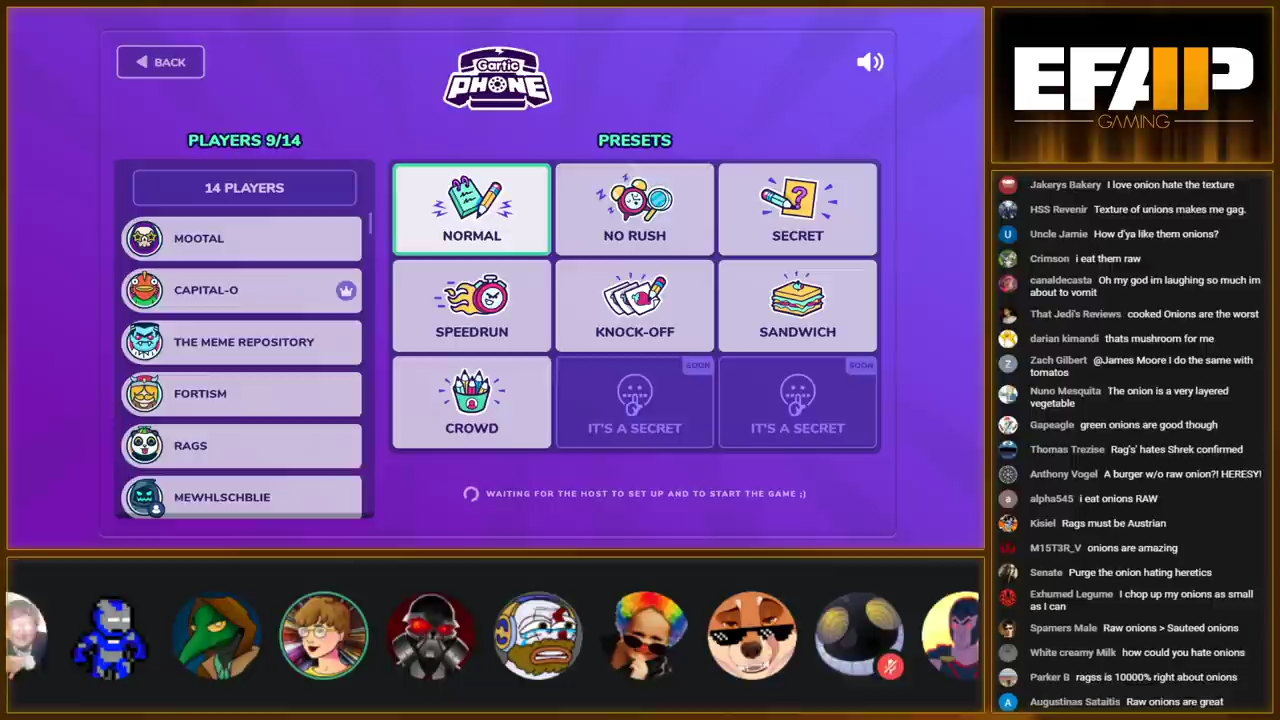 BACK
Gartic
PHONE
PLAYERS 9/14
14 PLAYERS
MOOTAL
CAPITAL-O
THE MEME REPOSITORY
FORTISM
RAGS
MEWHLSCHBLIE
PRESETS
NORMAL
NO RUSH
SECRET
SPEEDRUN
KNOCK-OFF
SANDWICH
CROWD
SOON
IT'S A SECRET
SOON
IT'S A SECRET
WAITING FOR THE HOST TO SET UP AND TO START THE GAME ;)
EFAP
GAMING
Jakerys Bakery I love onion hate the texture
HSS Revenir Texture of unions makes me gag.
U Uncle Jamie How d'ya like them onions?
Crimson i eat them raw
canaldecasta Oh my god im laughing so much im
about to vomit
That Jedi's Reviews cooked Onions are the worst
darian kimandi thats mushroom for me
Z Zach Gilbert @James Moore I do the same with
tomatos
Nuno Mesquita The onion is a very layered
vegetable
Gapeagle green onions are good though
Thomas Trezise Rag's' hates Shrek confirmed
Anthony Vogel A burger w/o raw onion?! HERESY!
a alpha545 i eat onions RAW
Kisiel Rags must be Austrian
M15T3R_V onions are amazing
Senate Purge the onion hating heretics
Exhumed Legume I chop up my onions as small
as I can
Spamers Male Raw onions > Sauteed onions
White creamy Milk how could you hate onions
Parker B ragss is 10000% right about onions
A Augustinas Sataitis Raw onions are great